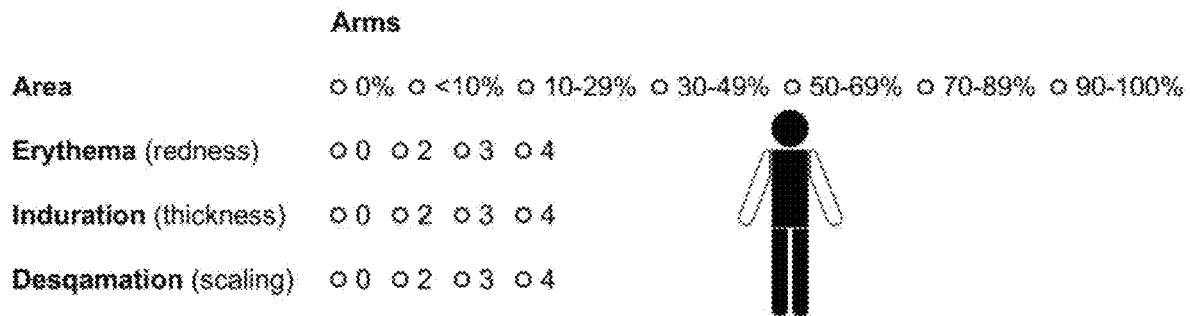 Arms
Area ○ 0% ○ <10% ○ 10-29% ○ 30-49% ○ 50-69% ○ 70-89% ○ 90-100%
Erythema (redness) ○ 0 ○ 2 ○ 3 ○ 4
Induration (thickness) ○ 0 ○ 2 ○ 3 ○ 4
Desqamation (scaling) ○ 0 ○ 2 ○ 3 ○ 4